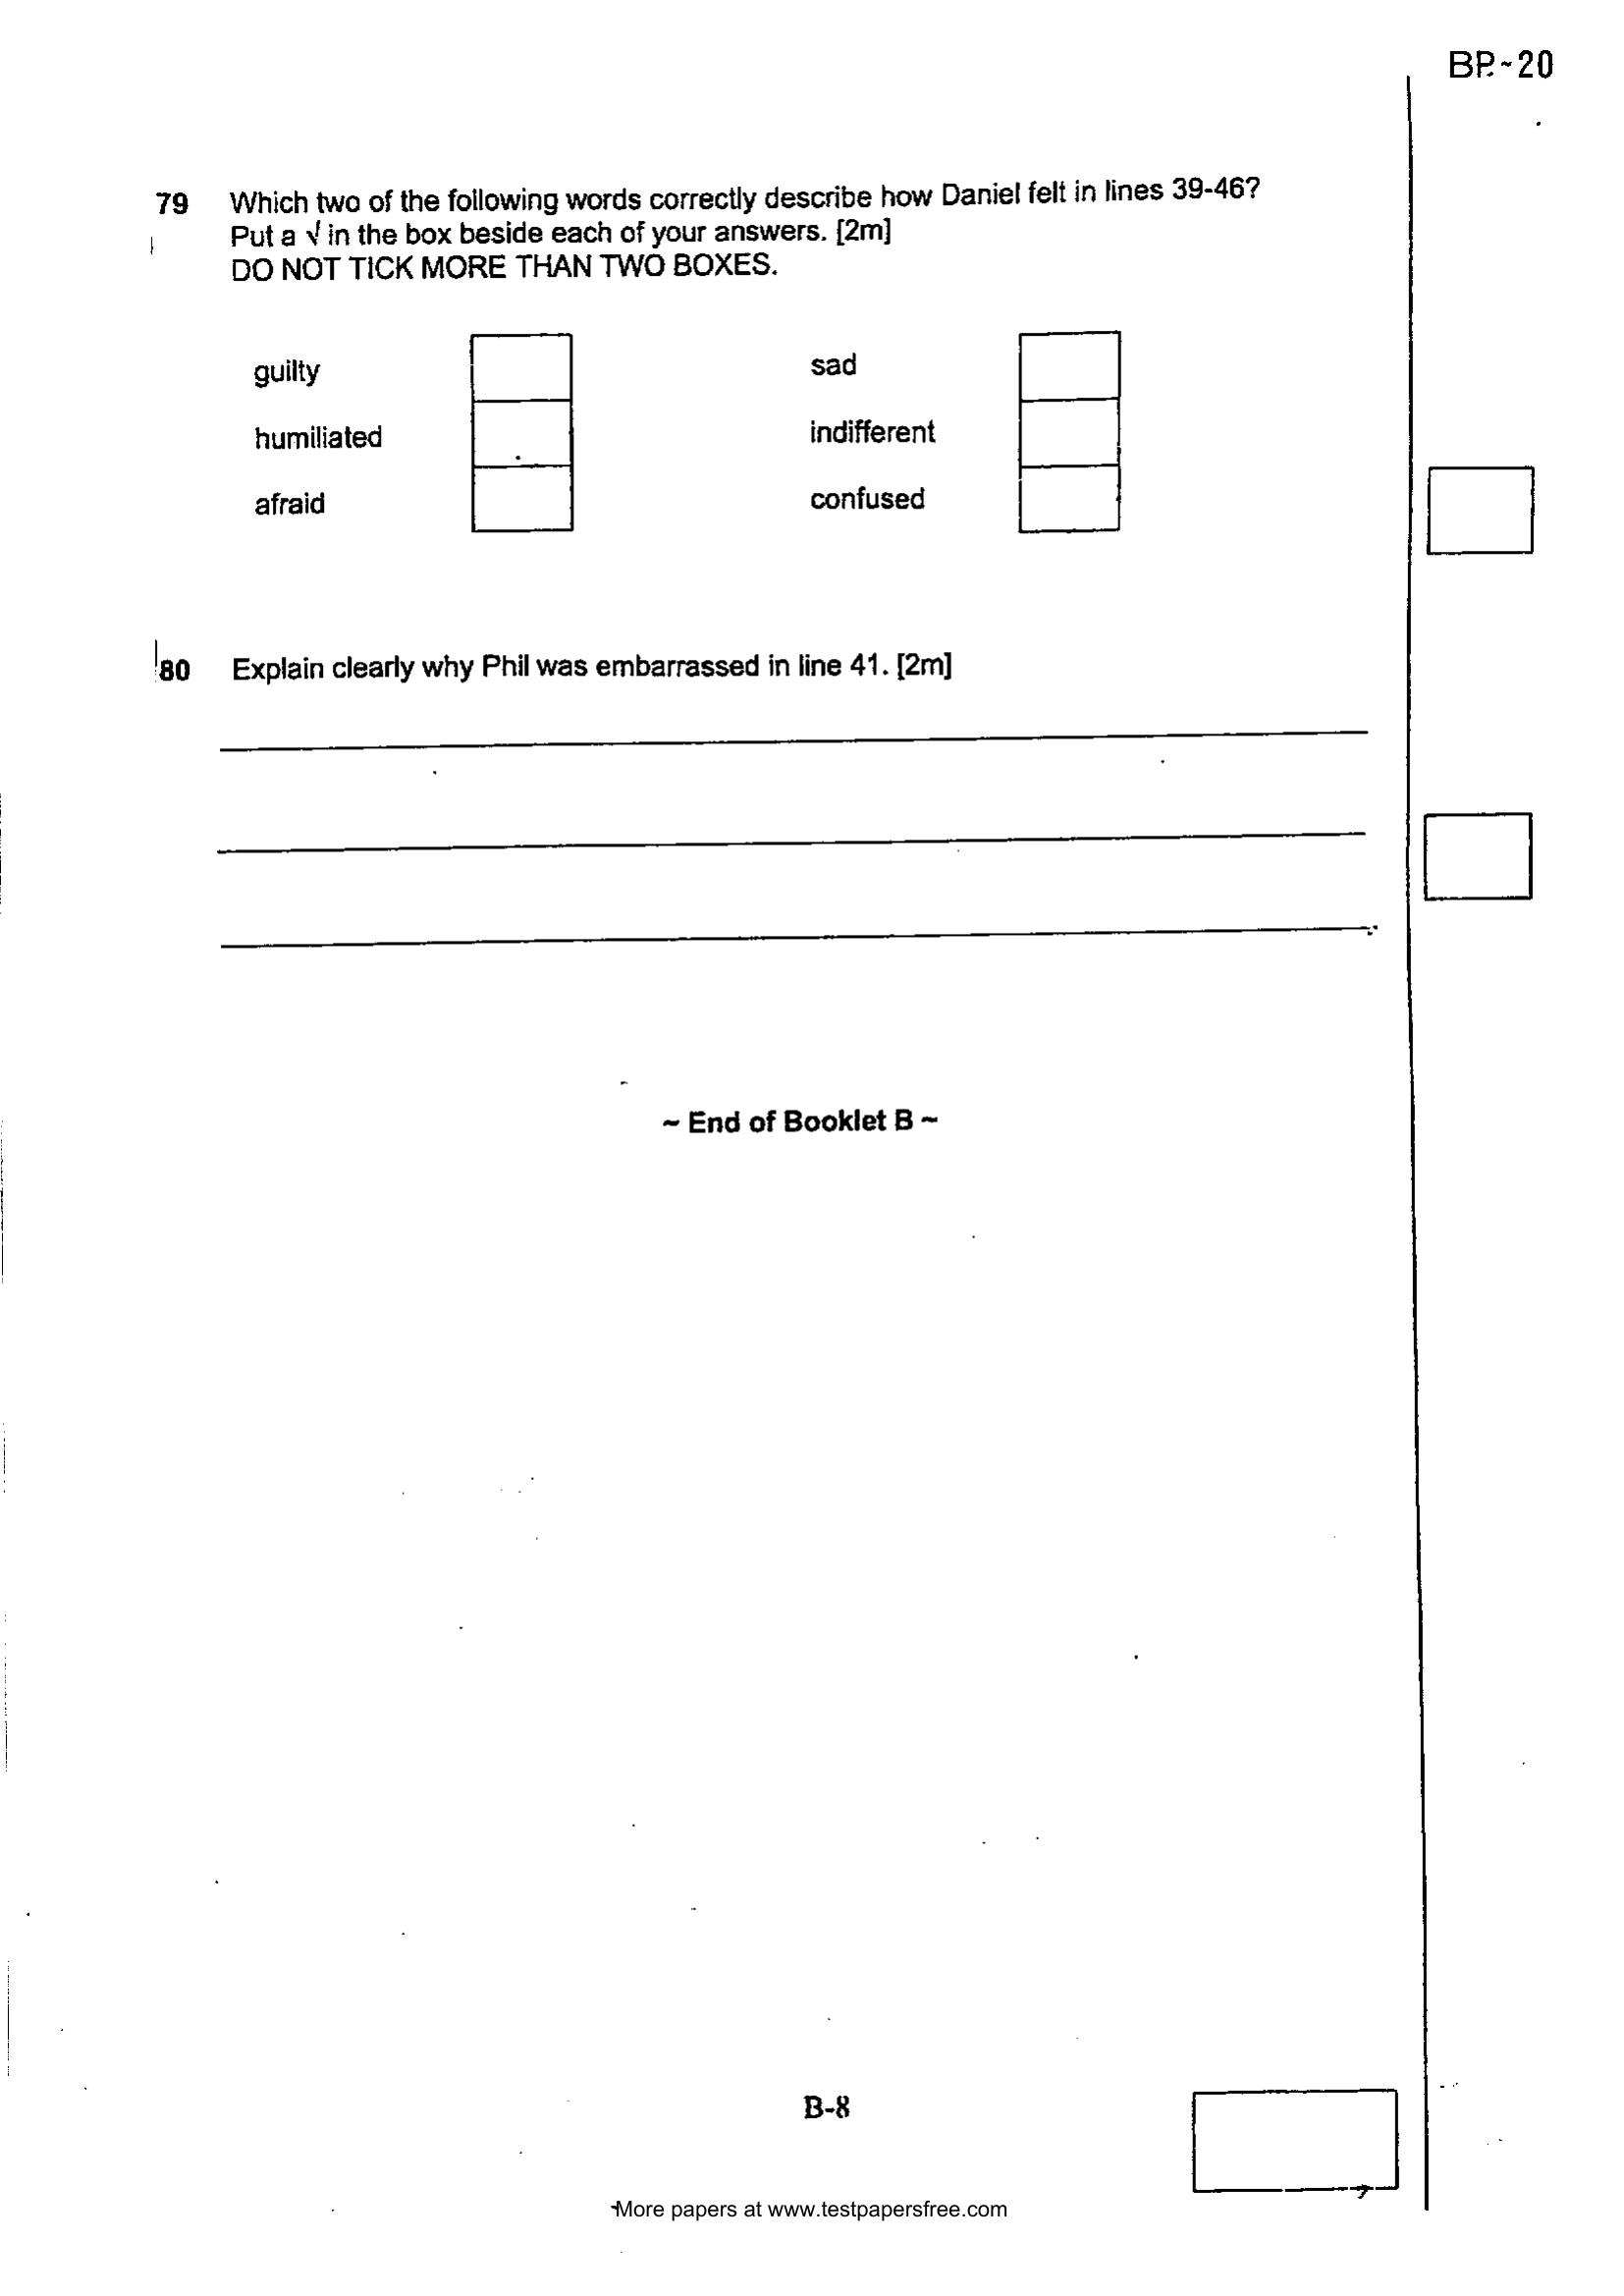 BP.~20
79 Which two of the following words correctly describe how Daniel felt in lines 39-46?
Put a √ in the box beside each of your answers. [2m]
DO NOT TICK MORE THAN TWO BOXES.
guilty sad
humiliated indifferent
afraid confused
80 Explain clearly why Phil was embarrassed in line 41. [2m]
~ End of Booklet B ~
B-8
More papers at www.testpapersfree.com